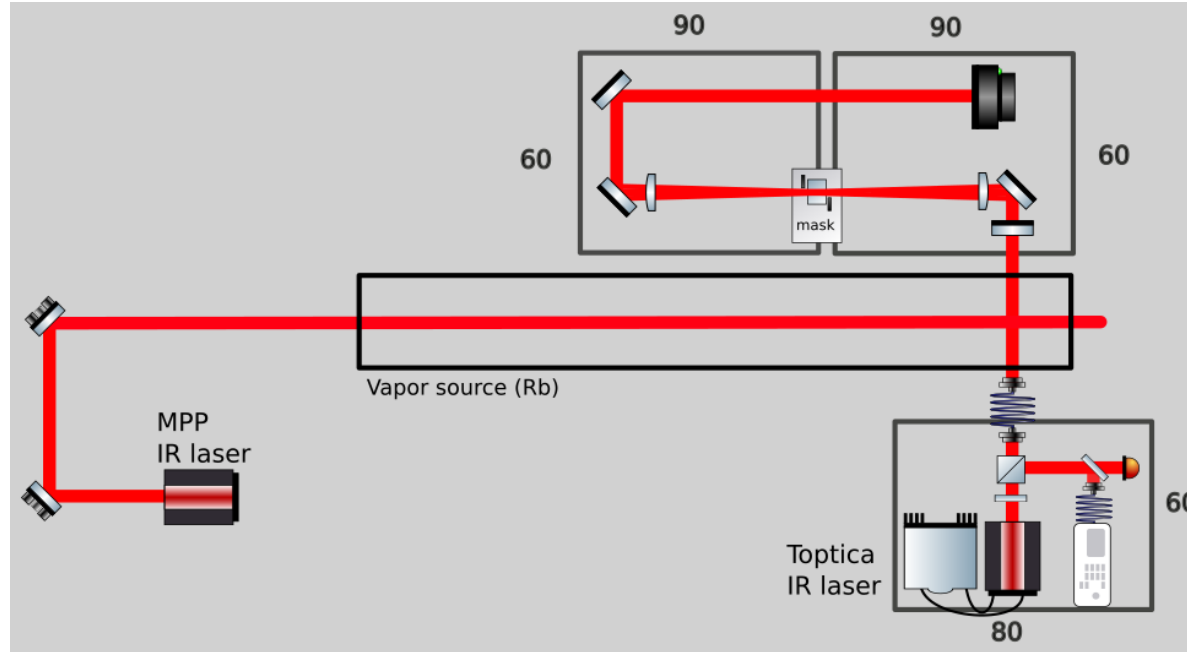 90
90
60
60
mask
Vapor source (Rb)
MPP
IR laser
60
Toptica
IR laser
80